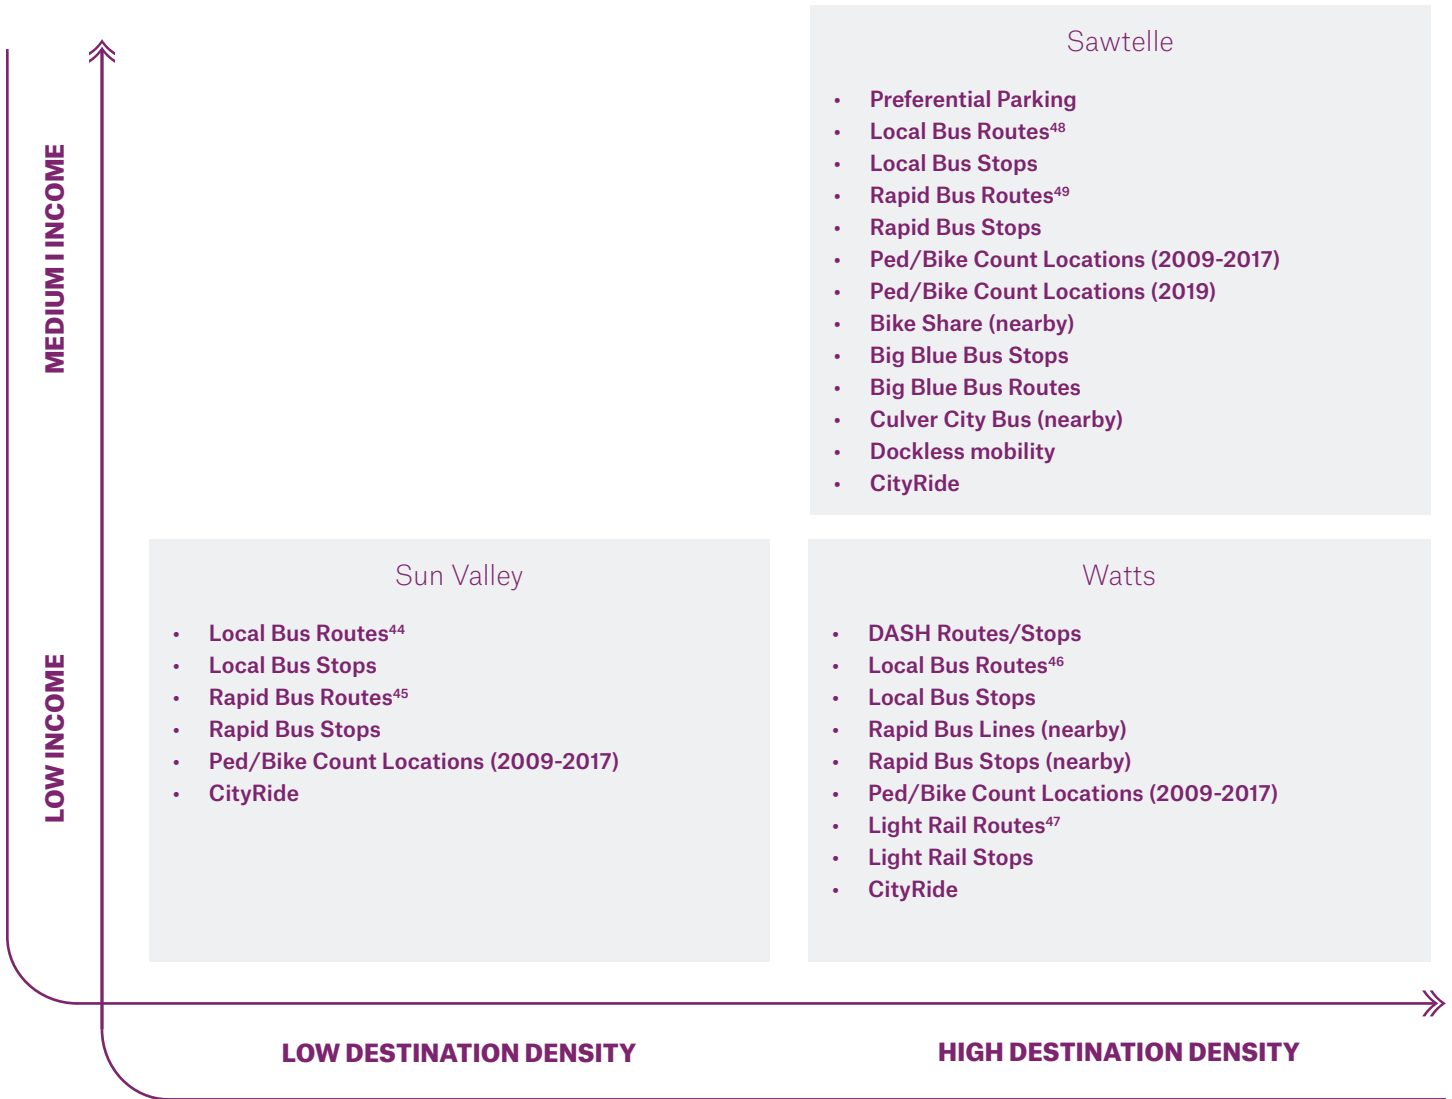 Sawtelle
• Preferential Parking
• Local Bus Routes⁴⁸
• Local Bus Stops
• Rapid Bus Routes⁴⁹
• Rapid Bus Stops
• Ped/Bike Count Locations (2009-2017)
• Ped/Bike Count Locations (2019)
• Bike Share (nearby)
• Big Blue Bus Stops
• Big Blue Bus Routes
• Culver City Bus (nearby)
• Dockless mobility
• CityRide
MEDIUM I INCOME
Sun Valley
• Local Bus Routes⁴⁴
• Local Bus Stops
• Rapid Bus Routes⁴⁵
• Rapid Bus Stops
• Ped/Bike Count Locations (2009-2017)
• CityRide
Watts
• DASH Routes/Stops
• Local Bus Routes⁴⁶
• Local Bus Stops
• Rapid Bus Lines (nearby)
• Rapid Bus Stops (nearby)
• Ped/Bike Count Locations (2009-2017)
• Light Rail Routes⁴⁷
• Light Rail Stops
• CityRide
LOW INCOME
LOW DESTINATION DENSITY
HIGH DESTINATION DENSITY